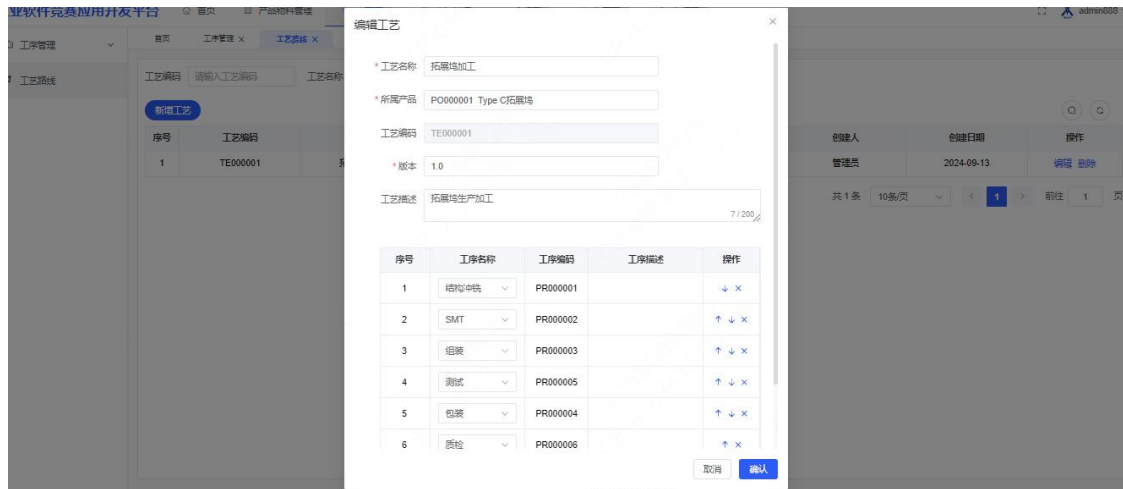 业软件竞赛应用开发平台 首页 产品物料管理 admin888
工序管理
工艺路线
首页 工序管理 × 工艺路线 ×
工艺编码 请输入工艺编码 工艺名称
新增工艺
序号 工艺编码 创建人 创建日期 操作
1 TE000001 管理员 2024-09-13 编辑 删除
共 1 条 10条/页 < 1 > 前往 1 页
编辑工艺 ×
* 工艺名称 拓展坞加工
* 所属产品 PO000001 Type C拓展坞
工艺编码 TE000001
* 版本 1.0
工艺描述 拓展坞生产加工
7 / 200
序号 工序名称 工序编码 工序描述 操作
1 结构冲铣 PR000001 ↓ ×
2 SMT PR000002 ↑ ↓ ×
3 组装 PR000003 ↑ ↓ ×
4 测试 PR000005 ↑ ↓ ×
5 包装 PR000004 ↑ ↓ ×
6 质检 PR000006 ↑ ×
取消 确认